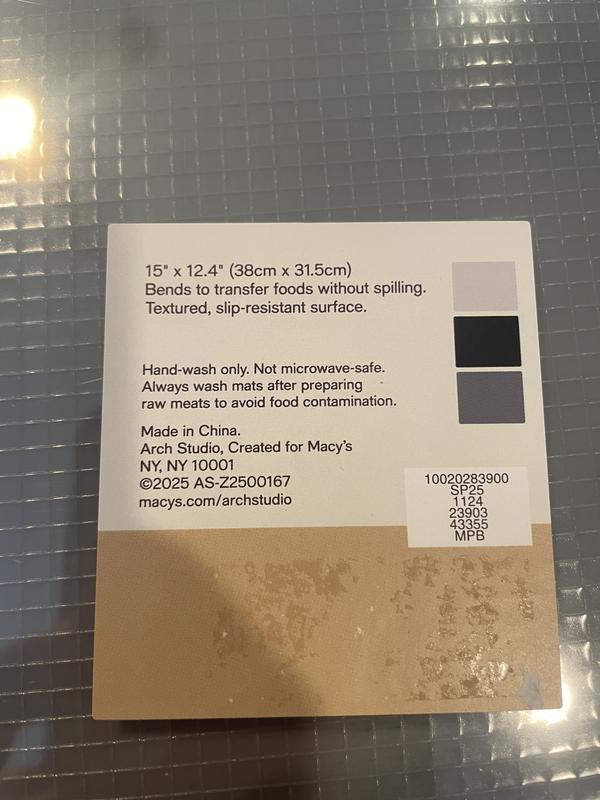 15" x 12.4" (38cm x 31.5cm)
Bends to transfer foods without spilling.
Textured, slip-resistant surface.
Hand-wash only. Not microwave-safe.
Always wash mats after preparing
raw meats to avoid food contamination.
Made in China.
Arch Studio, Created for Macy's
NY, NY 10001
©2025 AS-Z2500167
macys.com/archstudio
10020283900
SP25
1124
23903
43355
MPB